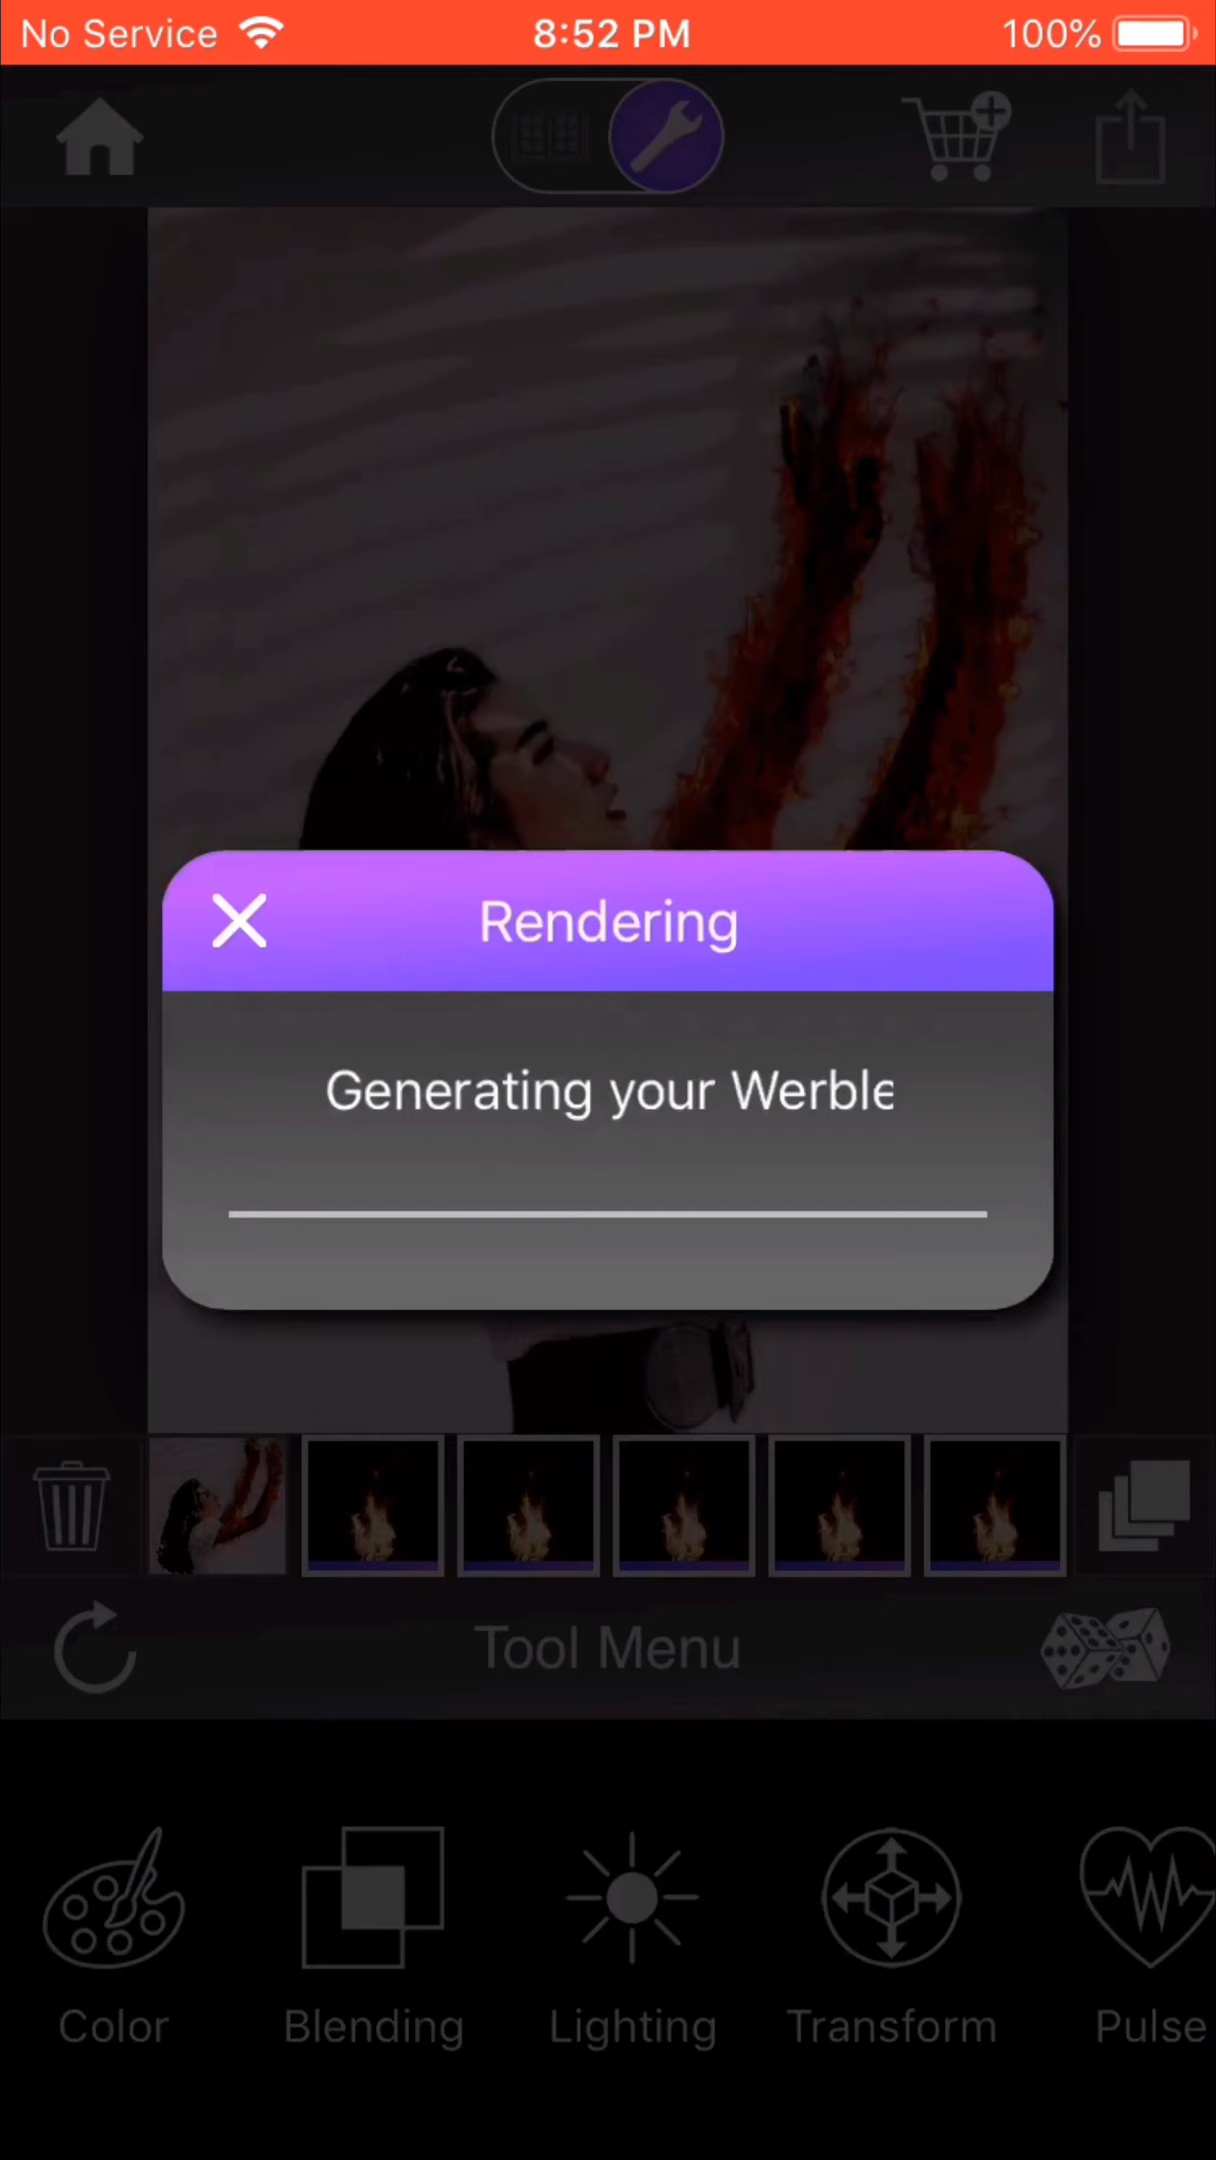 No Service 8:52 PM 100%
Rendering
Generating your Werble
Tool Menu
Color Blending Lighting Transform Pulse